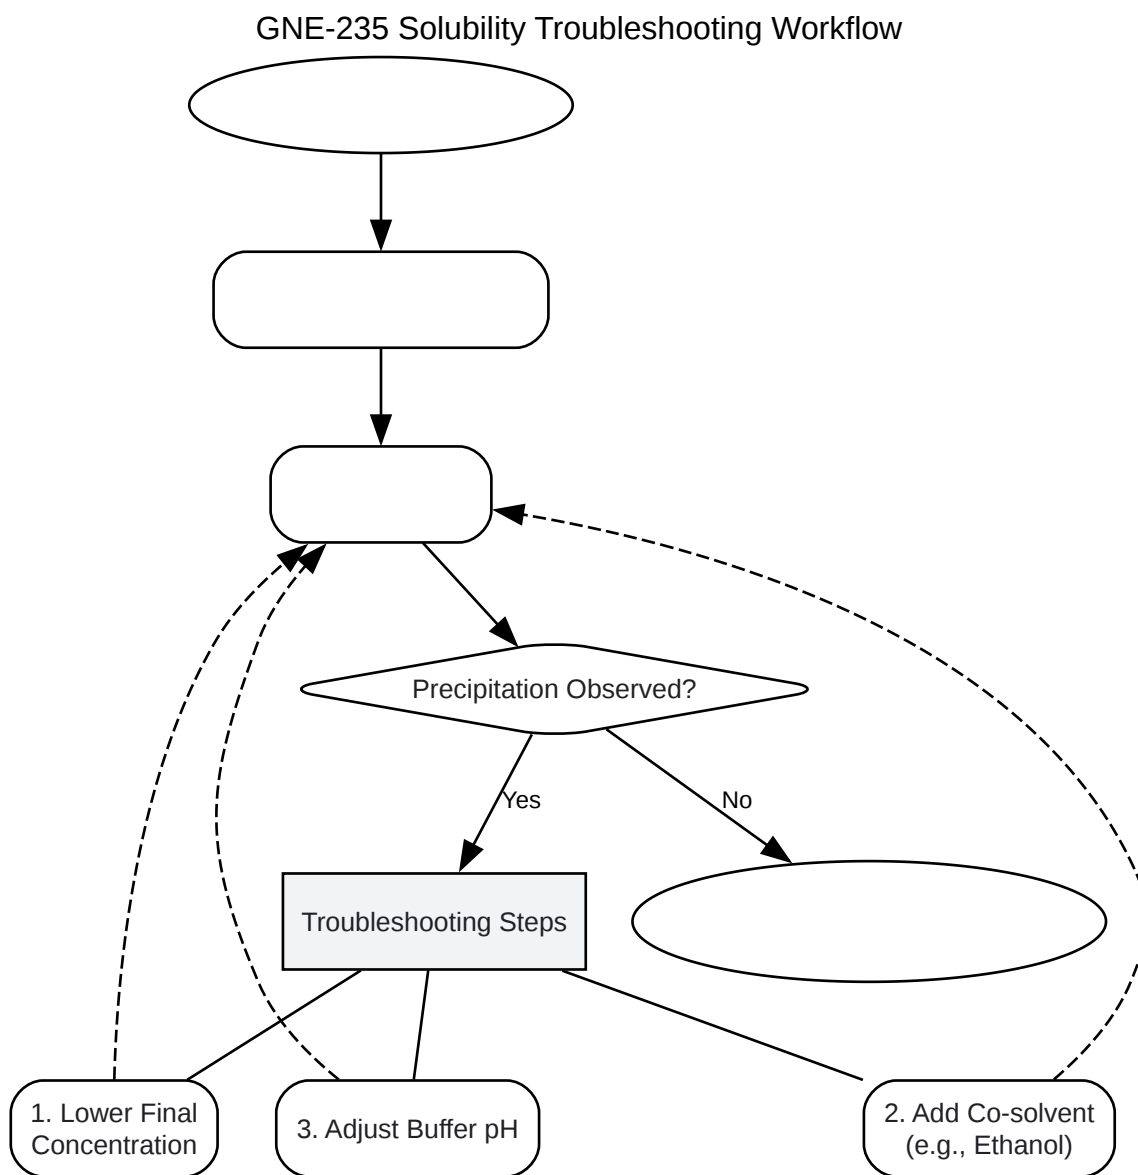 GNE-235 Solubility Troubleshooting Workflow
Precipitation Observed?
Yes
No
Troubleshooting Steps
1. Lower Final
Concentration
3. Adjust Buffer pH
2. Add Co-solvent
(e.g., Ethanol)